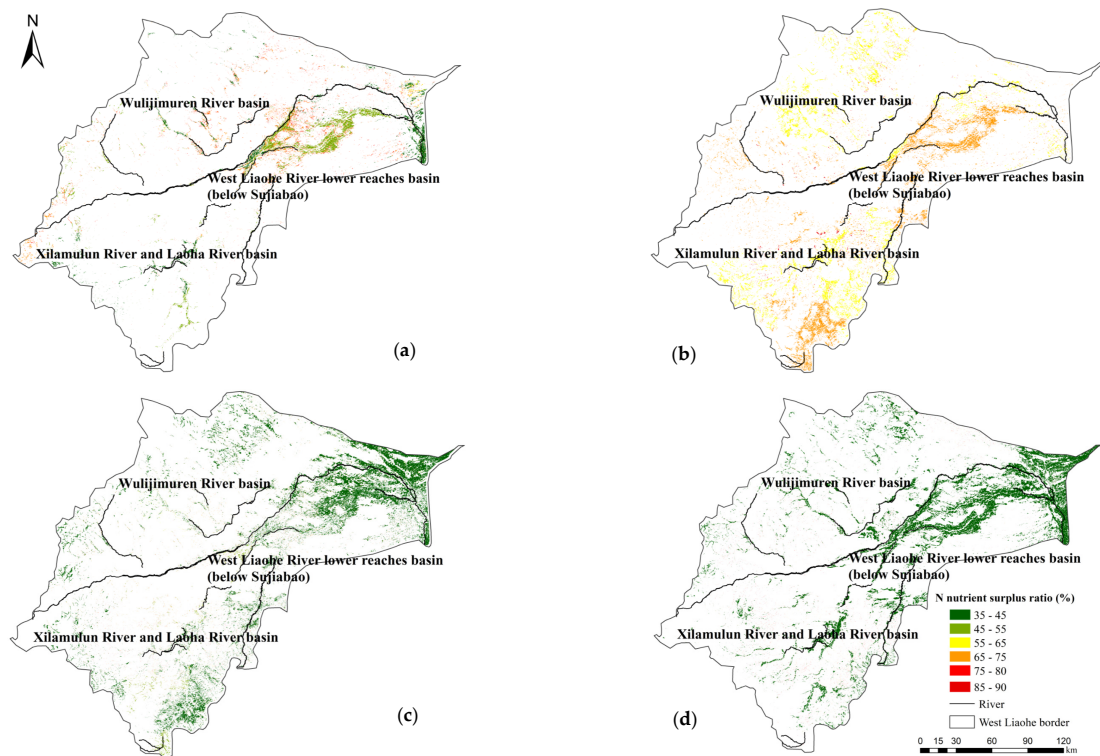 N
Wulijimuren River basin
West Liaohe River lower reaches basin
(below Sujiabao)
Xilamulun River and Laoha River basin
(a)
Wulijimuren River basin
West Liaohe River lower reaches basin
(below Sujiabao)
Xilamulun River and Laoha River basin
(b)
Wulijimuren River basin
West Liaohe River lower reaches basin
(below Sujiabao)
Xilamulun River and Laoha River basin
(c)
Wulijimuren River basin
West Liaohe River lower reaches basin
(below Sujiabao)
Xilamulun River and Laoha River basin
(d)
N nutrient surplus ratio (%)
35 - 45
45 - 55
55 - 65
65 - 75
75 - 80
85 - 90
River
West Liaohe border
0 15 30 60 90 120
km